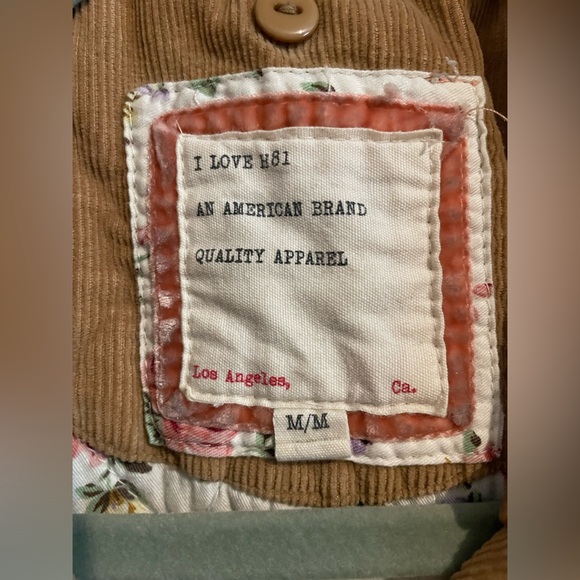 I LOVE H81
AN AMERICAN BRAND
QUALITY APPAREL
Los Angeles, Ca.
M/M